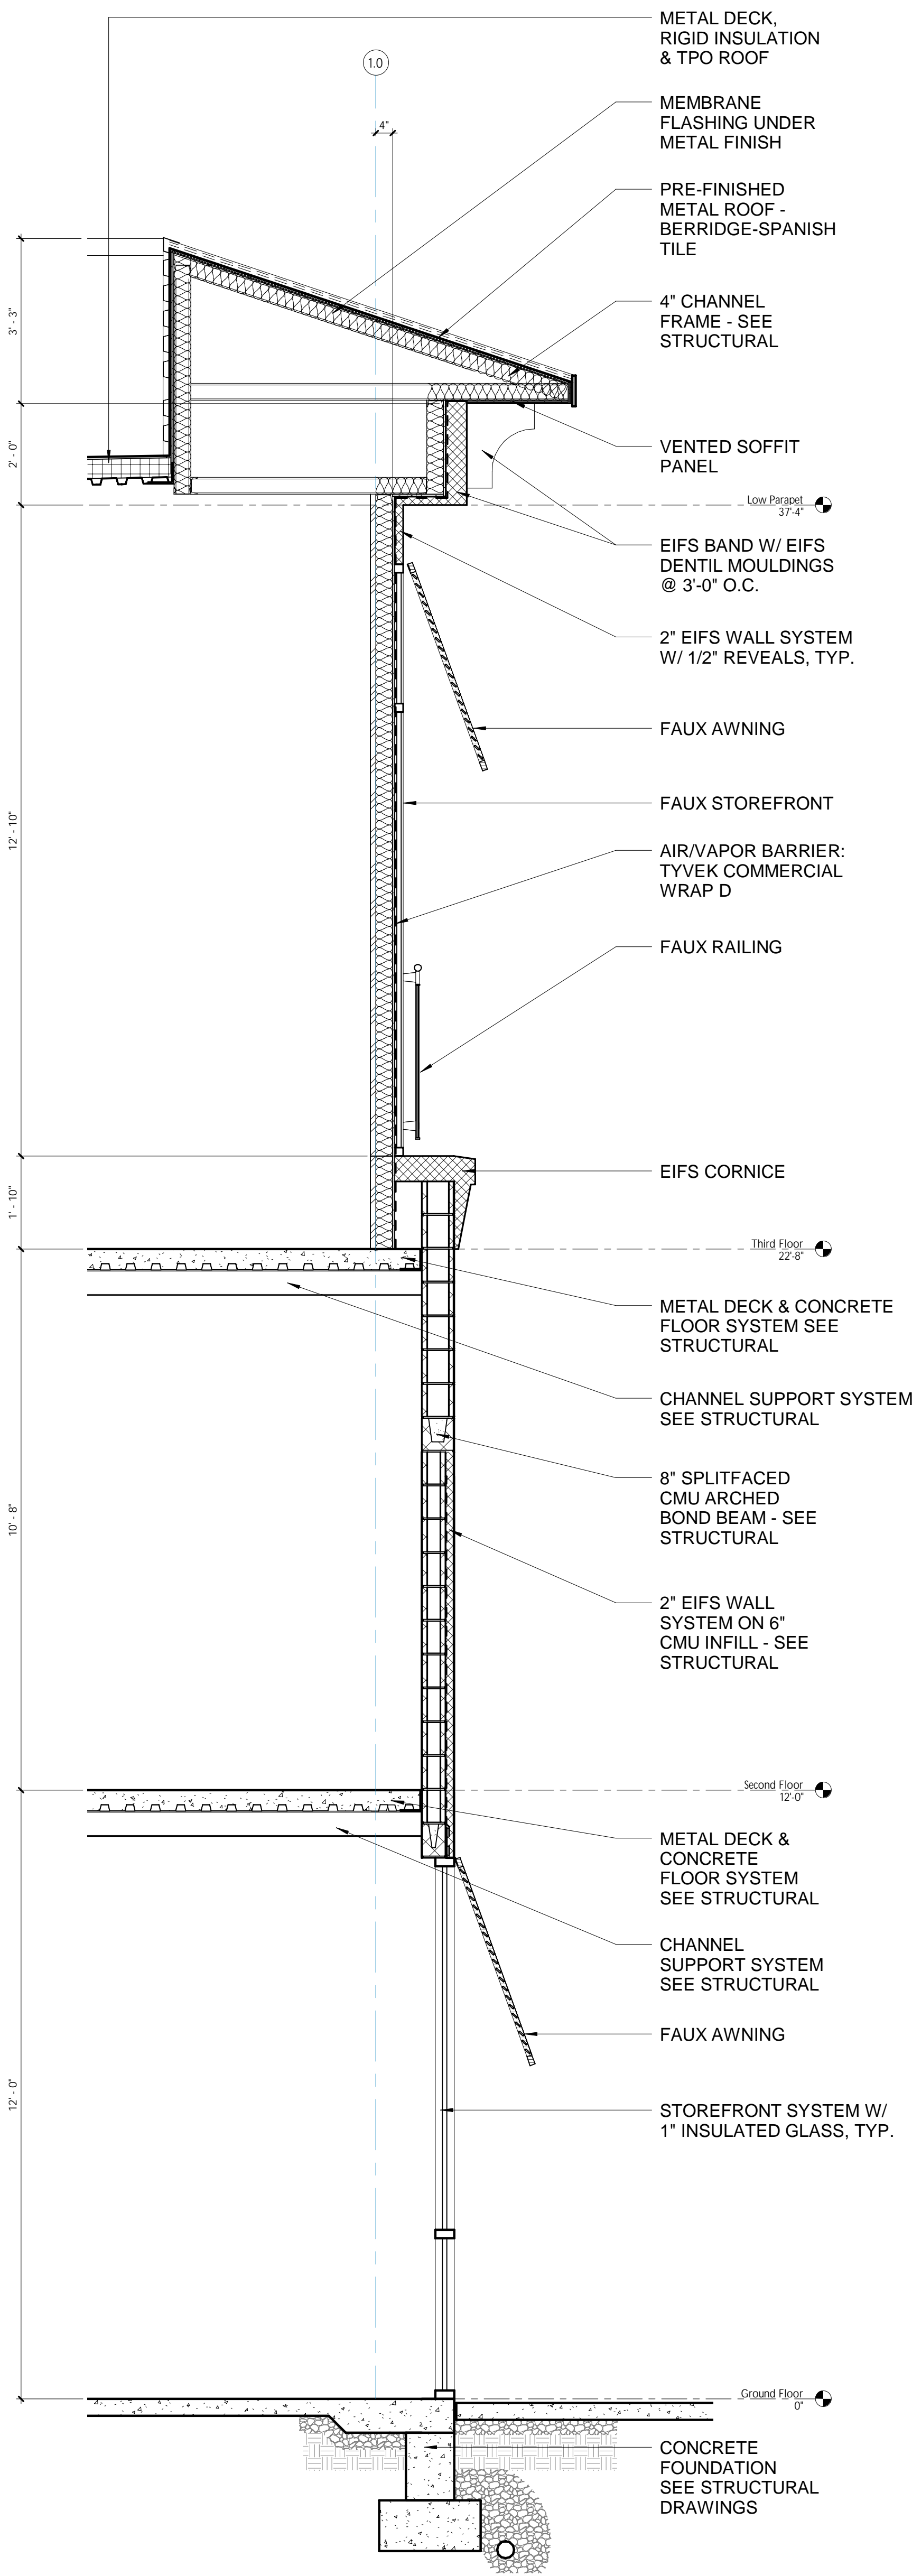 METAL DECK,
RIGID INSULATION
& TPO ROOF
1.0
MEMBRANE
FLASHING UNDER
METAL FINISH
4"
PRE-FINISHED
METAL ROOF -
BERRIDGE-SPANISH
TILE
4" CHANNEL
FRAME - SEE
STRUCTURAL
3' - 3"
VENTED SOFFIT
PANEL
2' - 0"
Low Parapet
37'-4"
EIFS BAND W/ EIFS
DENTIL MOULDINGS
@ 3'-0" O.C.
2" EIFS WALL SYSTEM
W/ 1/2" REVEALS, TYP.
FAUX AWNING
FAUX STOREFRONT
12' - 10"
AIR/VAPOR BARRIER:
TYVEK COMMERCIAL
WRAP D
FAUX RAILING
EIFS CORNICE
1' - 10"
Third Floor
22'-8"
METAL DECK & CONCRETE
FLOOR SYSTEM SEE
STRUCTURAL
CHANNEL SUPPORT SYSTEM
SEE STRUCTURAL
8" SPLITFACED
CMU ARCHED
BOND BEAM - SEE
STRUCTURAL
10' - 8"
2" EIFS WALL
SYSTEM ON 6"
CMU INFILL - SEE
STRUCTURAL
Second Floor
12'-0"
METAL DECK &
CONCRETE
FLOOR SYSTEM
SEE STRUCTURAL
CHANNEL
SUPPORT SYSTEM
SEE STRUCTURAL
FAUX AWNING
12' - 0"
STOREFRONT SYSTEM W/
1" INSULATED GLASS, TYP.
Ground Floor
0"
CONCRETE
FOUNDATION
SEE STRUCTURAL
DRAWINGS